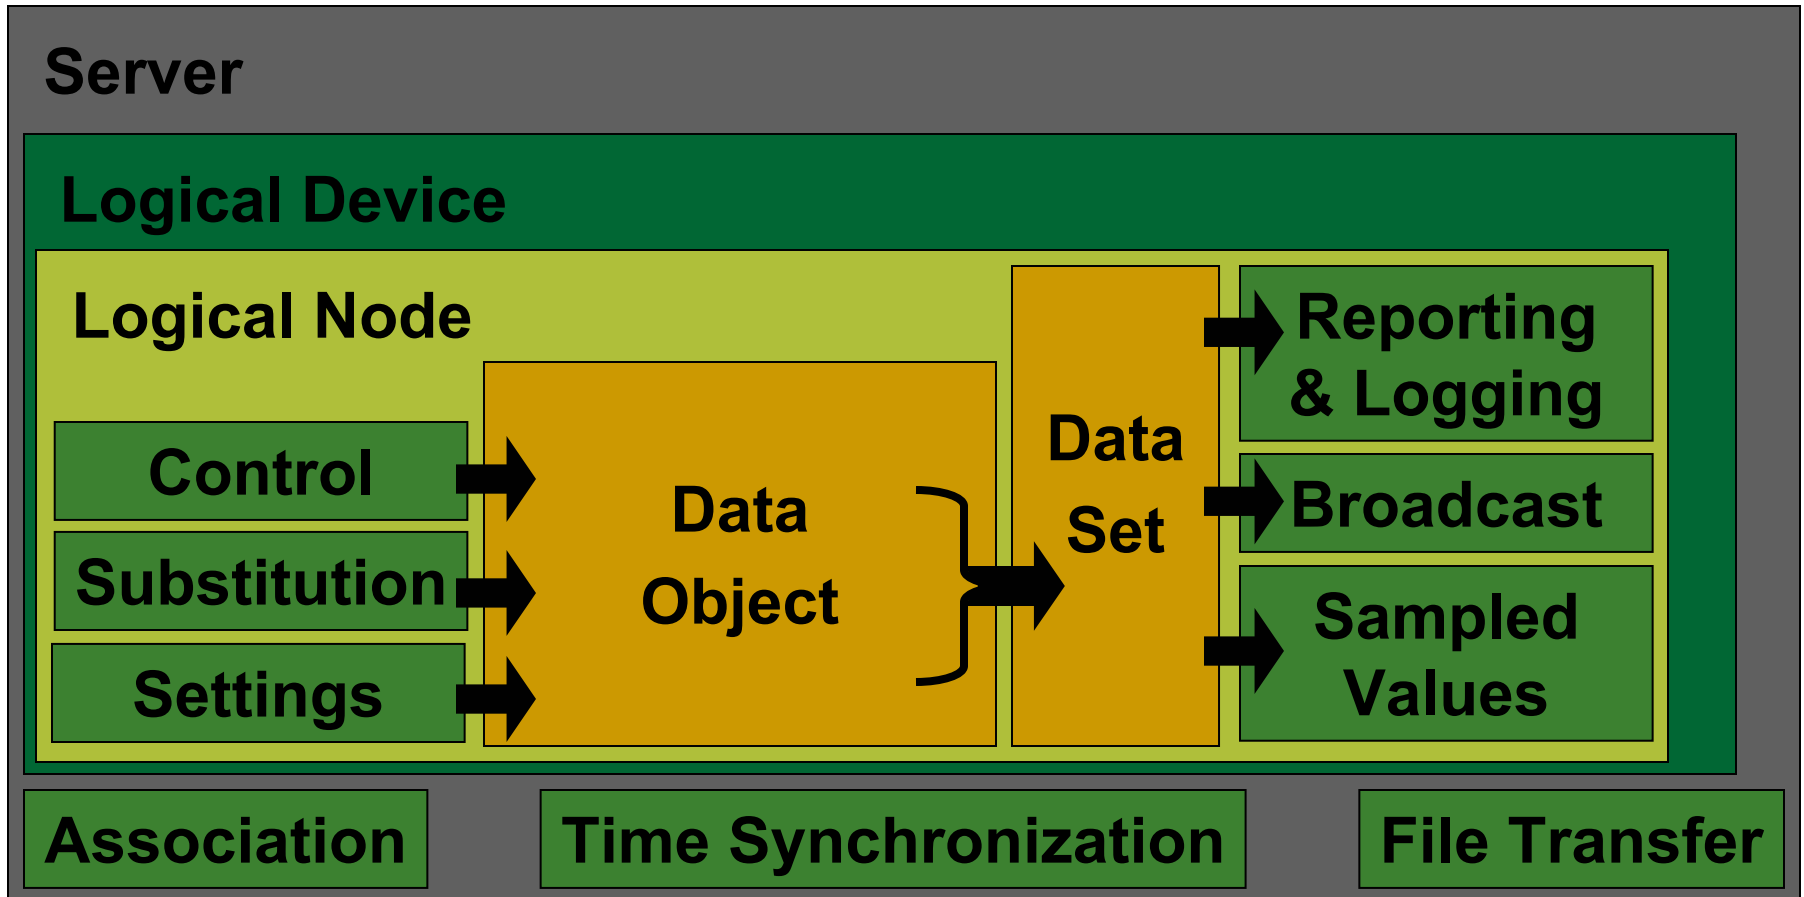 Server
Logical Device
Logical Node
Control
Substitution
Settings
Data
Object
Data
Set
Reporting
& Logging
Broadcast
Sampled
Values
Association
Time Synchronization
File Transfer